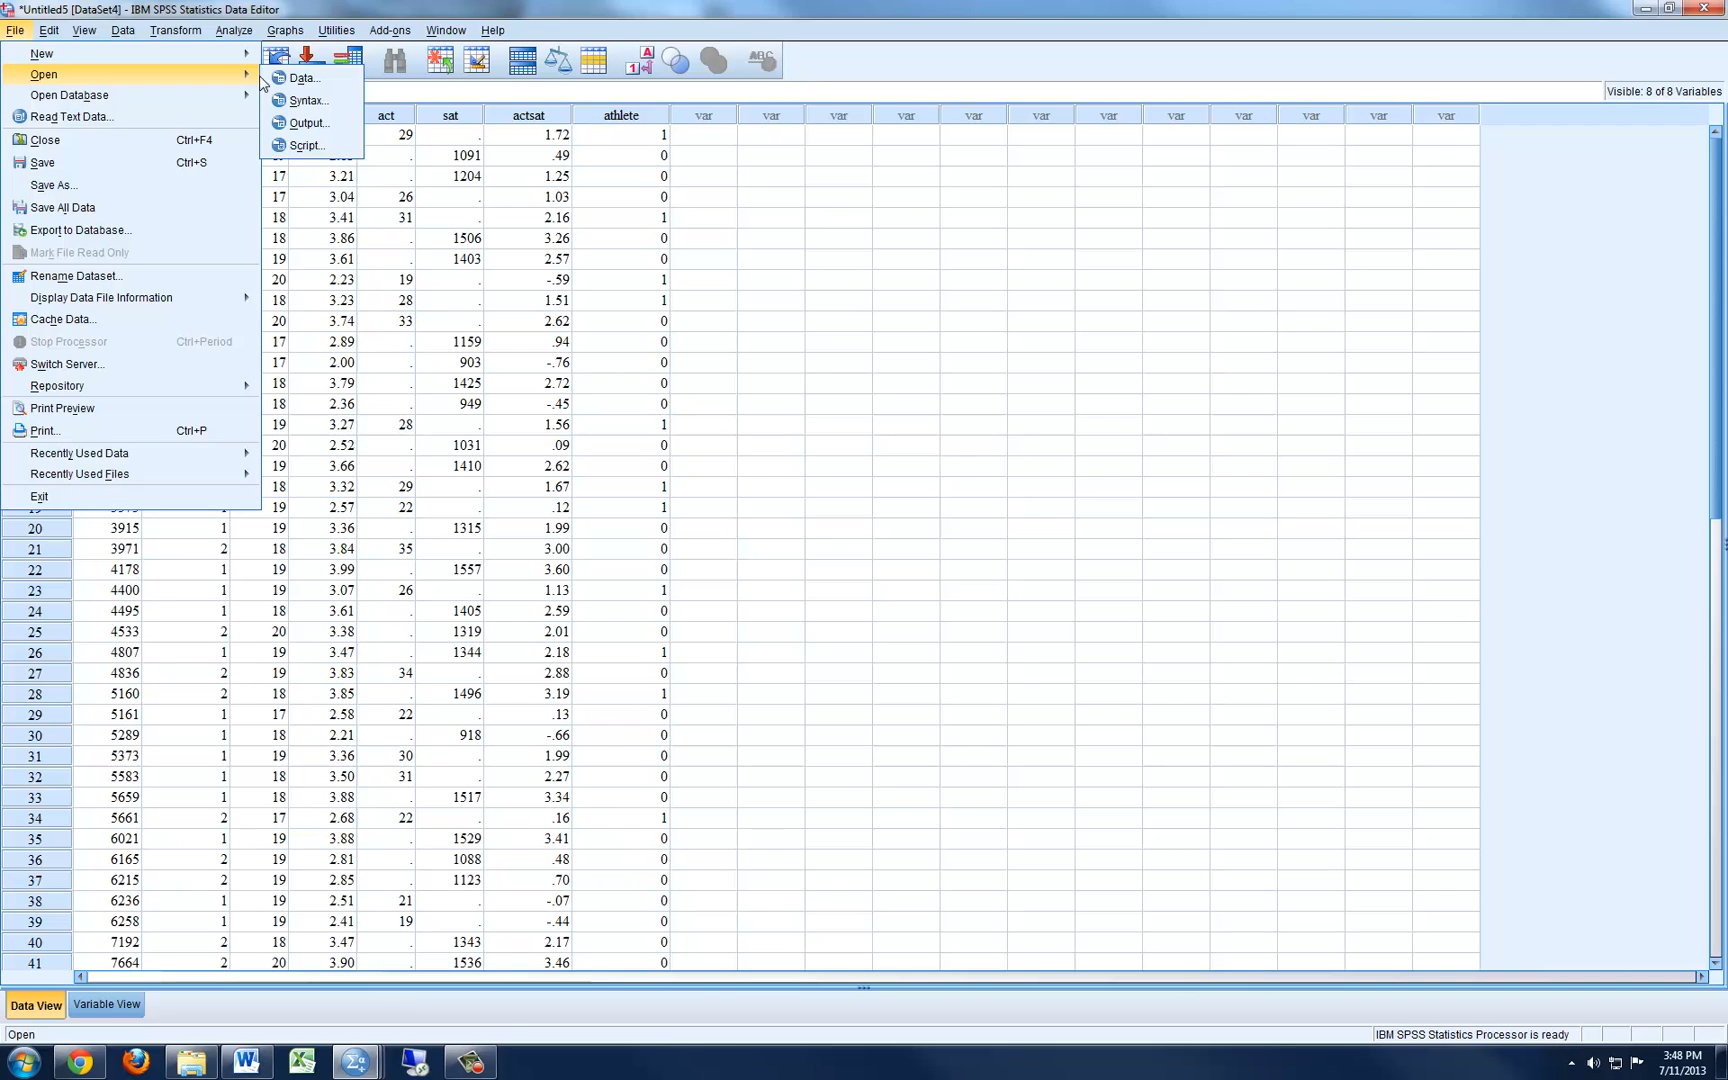 *Untitled5 [DataSet4] - IBM SPSS Statistics Data Editor
File Edit View Data Transform Analyze Graphs Utilities Add-ons Window Help
New
Open
Open Database
Read Text Data...
Close Ctrl+F4
Save Ctrl+S
Save As...
Save All Data
Export to Database...
Mark File Read Only
Rename Dataset...
Display Data File Information
Cache Data...
Stop Processor Ctrl+Period
Switch Server...
Repository
Print Preview
Print... Ctrl+P
Recently Used Data
Recently Used Files
Exit
Data...
Syntax...
Output...
Script...
A
1
ABC
Visible: 8 of 8 Variables
act sat actsat athlete var var var var var var var var var var var var
29 . 1.72 1
. 1091 .49 0
17 3.21 . 1204 1.25 0
17 3.04 26 . 1.03 0
18 3.41 31 . 2.16 1
18 3.86 . 1506 3.26 0
19 3.61 . 1403 2.57 0
20 2.23 19 . -.59 1
18 3.23 28 . 1.51 1
20 3.74 33 . 2.62 0
17 2.89 . 1159 .94 0
17 2.00 . 903 -.76 0
18 3.79 . 1425 2.72 0
18 2.36 . 949 -.45 0
19 3.27 28 . 1.56 1
20 2.52 . 1031 .09 0
19 3.66 . 1410 2.62 0
18 3.32 29 . 1.67 1
19 2.57 22 . .12 1
20 3915 1 19 3.36 . 1315 1.99 0
21 3971 2 18 3.84 35 . 3.00 0
22 4178 1 19 3.99 . 1557 3.60 0
23 4400 1 19 3.07 26 . 1.13 1
24 4495 1 18 3.61 . 1405 2.59 0
25 4533 2 20 3.38 . 1319 2.01 0
26 4807 1 19 3.47 . 1344 2.18 1
27 4836 2 19 3.83 34 . 2.88 0
28 5160 2 18 3.85 . 1496 3.19 1
29 5161 1 17 2.58 22 . .13 0
30 5289 1 18 2.21 . 918 -.66 0
31 5373 1 19 3.36 30 . 1.99 0
32 5583 1 18 3.50 31 . 2.27 0
33 5659 1 18 3.88 . 1517 3.34 0
34 5661 2 17 2.68 22 . .16 1
35 6021 1 19 3.88 . 1529 3.41 0
36 6165 2 19 2.81 . 1088 .48 0
37 6215 2 19 2.85 . 1123 .70 0
38 6236 1 19 2.51 21 . -.07 0
39 6258 1 19 2.41 19 . -.44 0
40 7192 2 18 3.47 . 1343 2.17 0
41 7664 2 20 3.90 . 1536 3.46 0
Data View Variable View
Open IBM SPSS Statistics Processor is ready
3:48 PM
7/11/2013